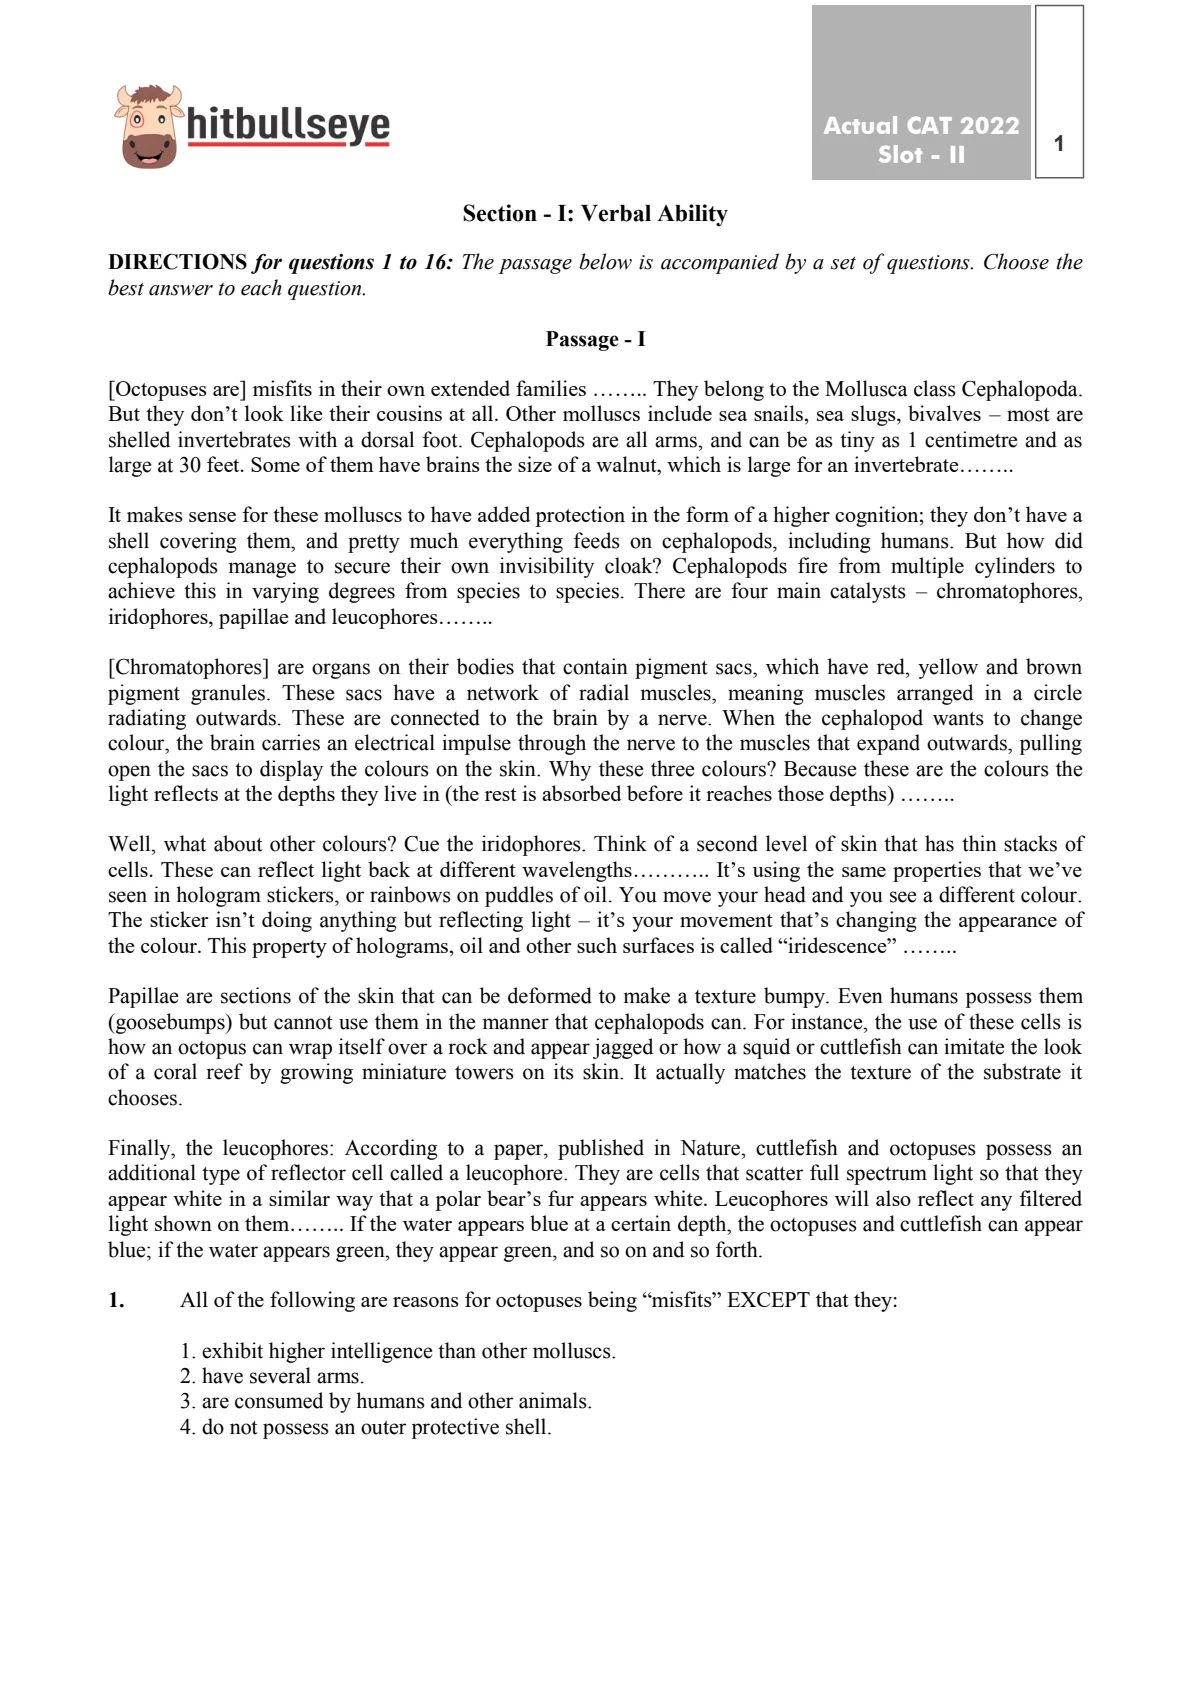 hitbullseye
Actual CAT 2022
Slot - II
1
Section - I: Verbal Ability
DIRECTIONS for questions 1 to 16: The passage below is accompanied by a set of questions. Choose the
best answer to each question.
Passage - I
[Octopuses are] misfits in their own extended families …….. They belong to the Mollusca class Cephalopoda.
But they don’t look like their cousins at all. Other molluscs include sea snails, sea slugs, bivalves – most are
shelled invertebrates with a dorsal foot. Cephalopods are all arms, and can be as tiny as 1 centimetre and as
large at 30 feet. Some of them have brains the size of a walnut, which is large for an invertebrate……..
It makes sense for these molluscs to have added protection in the form of a higher cognition; they don’t have a
shell covering them, and pretty much everything feeds on cephalopods, including humans. But how did
cephalopods manage to secure their own invisibility cloak? Cephalopods fire from multiple cylinders to
achieve this in varying degrees from species to species. There are four main catalysts – chromatophores,
iridophores, papillae and leucophores……..
[Chromatophores] are organs on their bodies that contain pigment sacs, which have red, yellow and brown
pigment granules. These sacs have a network of radial muscles, meaning muscles arranged in a circle
radiating outwards. These are connected to the brain by a nerve. When the cephalopod wants to change
colour, the brain carries an electrical impulse through the nerve to the muscles that expand outwards, pulling
open the sacs to display the colours on the skin. Why these three colours? Because these are the colours the
light reflects at the depths they live in (the rest is absorbed before it reaches those depths) ……..
Well, what about other colours? Cue the iridophores. Think of a second level of skin that has thin stacks of
cells. These can reflect light back at different wavelengths……….. It’s using the same properties that we’ve
seen in hologram stickers, or rainbows on puddles of oil. You move your head and you see a different colour.
The sticker isn’t doing anything but reflecting light – it’s your movement that’s changing the appearance of
the colour. This property of holograms, oil and other such surfaces is called “iridescence” ……..
Papillae are sections of the skin that can be deformed to make a texture bumpy. Even humans possess them
(goosebumps) but cannot use them in the manner that cephalopods can. For instance, the use of these cells is
how an octopus can wrap itself over a rock and appear jagged or how a squid or cuttlefish can imitate the look
of a coral reef by growing miniature towers on its skin. It actually matches the texture of the substrate it
chooses.
Finally, the leucophores: According to a paper, published in Nature, cuttlefish and octopuses possess an
additional type of reflector cell called a leucophore. They are cells that scatter full spectrum light so that they
appear white in a similar way that a polar bear’s fur appears white. Leucophores will also reflect any filtered
light shown on them…….. If the water appears blue at a certain depth, the octopuses and cuttlefish can appear
blue; if the water appears green, they appear green, and so on and so forth.
1. All of the following are reasons for octopuses being “misfits” EXCEPT that they:
1. exhibit higher intelligence than other molluscs.
2. have several arms.
3. are consumed by humans and other animals.
4. do not possess an outer protective shell.